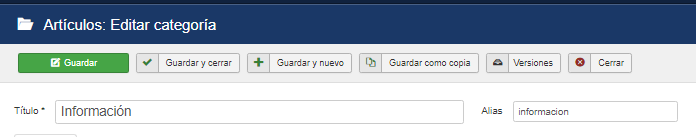 Artículos: Editar categoría
Guardar Guardar y cerrar Guardar y nuevo Guardar como copia Versiones Cerrar
Título * Información Alias informacion